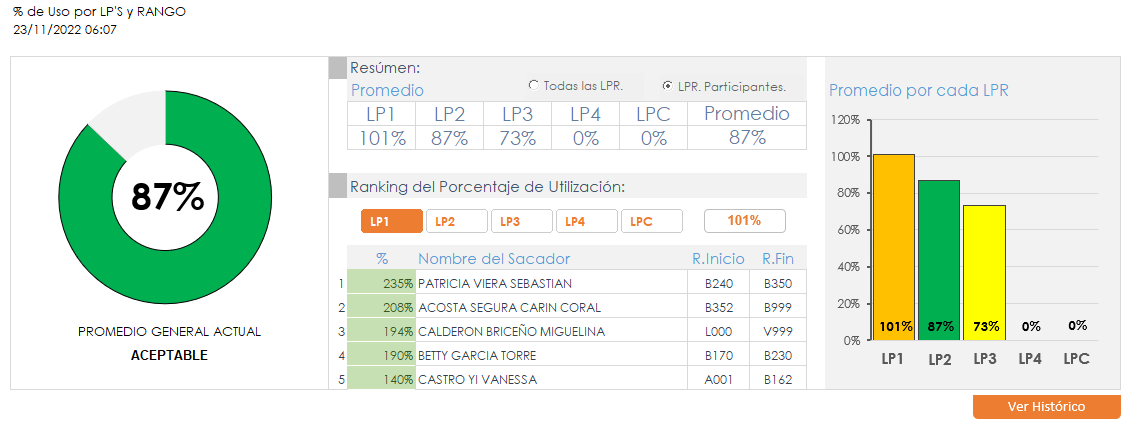 % de Uso por LP'S y RANGO
23/11/2022 06:07
87%
PROMEDIO GENERAL ACTUAL
ACEPTABLE
Resúmen:
Promedio
Todas las LPR.
LPR. Participantes.
LP1 LP2 LP3 LP4 LPC Promedio
101% 87% 73% 0% 0% 87%
Ranking del Porcentaje de Utilización:
LP1 LP2 LP3 LP4 LPC 101%
% Nombre del Sacador R.Inicio R.Fin
1 235% PATRICIA VIERA SEBASTIAN B240 B350
2 208% ACOSTA SEGURA CARIN CORAL B352 B999
3 194% CALDERON BRICEÑO MIGUELINA L000 V999
4 190% BETTY GARCIA TORRE B170 B230
5 140% CASTRO YI VANESSA A001 B162
Promedio por cada LPR
120%
100%
80%
60%
40%
20%
0%
101% 87% 73% 0% 0%
LP1 LP2 LP3 LP4 LPC
Ver Histórico